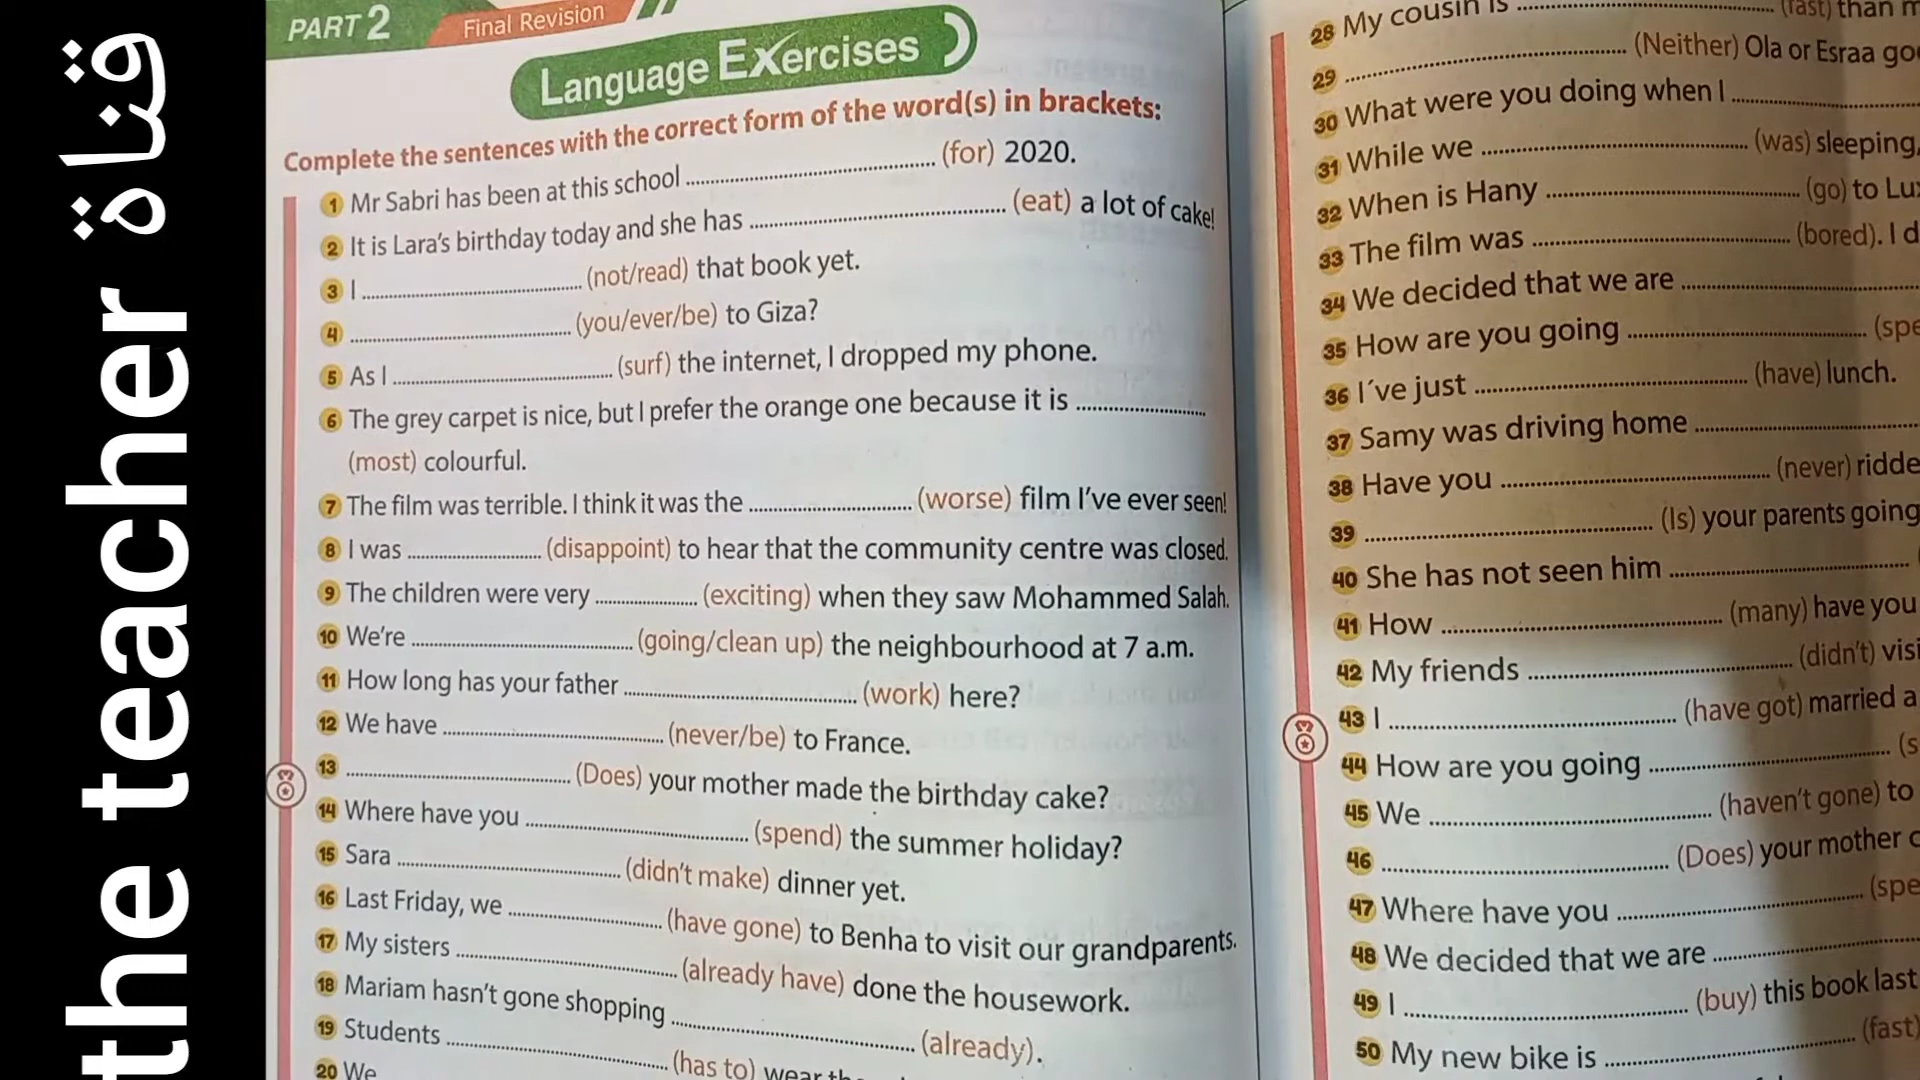 قناة the teacher
PART 2
Final Revision
Language Exercises
Complete the sentences with the correct form of the word(s) in brackets:
1 Mr Sabri has been at this school .......... (for) 2020.
2 It is Lara's birthday today and she has .......... (eat) a lot of cake!
3 I .......... (not/read) that book yet.
4 .......... (you/ever/be) to Giza?
5 As I .......... (surf) the internet, I dropped my phone.
6 The grey carpet is nice, but I prefer the orange one because it is ..........
(most) colourful.
7 The film was terrible. I think it was the .......... (worse) film I've ever seen!
8 I was .......... (disappoint) to hear that the community centre was closed.
9 The children were very .......... (exciting) when they saw Mohammed Salah.
10 We're .......... (going/clean up) the neighbourhood at 7 a.m.
11 How long has your father .......... (work) here?
12 We have .......... (never/be) to France.
13 .......... (Does) your mother made the birthday cake?
14 Where have you .......... (spend) the summer holiday?
15 Sara .......... (didn't make) dinner yet.
16 Last Friday, we .......... (have gone) to Benha to visit our grandparents.
17 My sisters .......... (already have) done the housework.
18 Mariam hasn't gone shopping .......... (already).
19 Students .......... (has to) wear
20 We
28 My cousin is .......... (fast) than
29 .......... (Neither) Ola or Esraa
30 What were you doing when I ..........
31 While we .......... (was) sleeping,
32 When is Hany .......... (go) to
33 The film was .......... (bored). I
34 We decided that we are ..........
35 How are you going ..........
36 I've just .......... (have) lunch.
37 Samy was driving home ..........
38 Have you .......... (never)
39 .......... (Is) your parents going
40 She has not seen him ..........
41 How .......... (many) have you
42 My friends .......... (didn't)
43 I .......... (have got) married a
44 How are you going ..........
45 We .......... (haven't gone) to
46 .......... (Does) your mother
47 Where have you ..........
48 We decided that we are ..........
49 I .......... (buy) this book last
50 My new bike is .......... (fast)